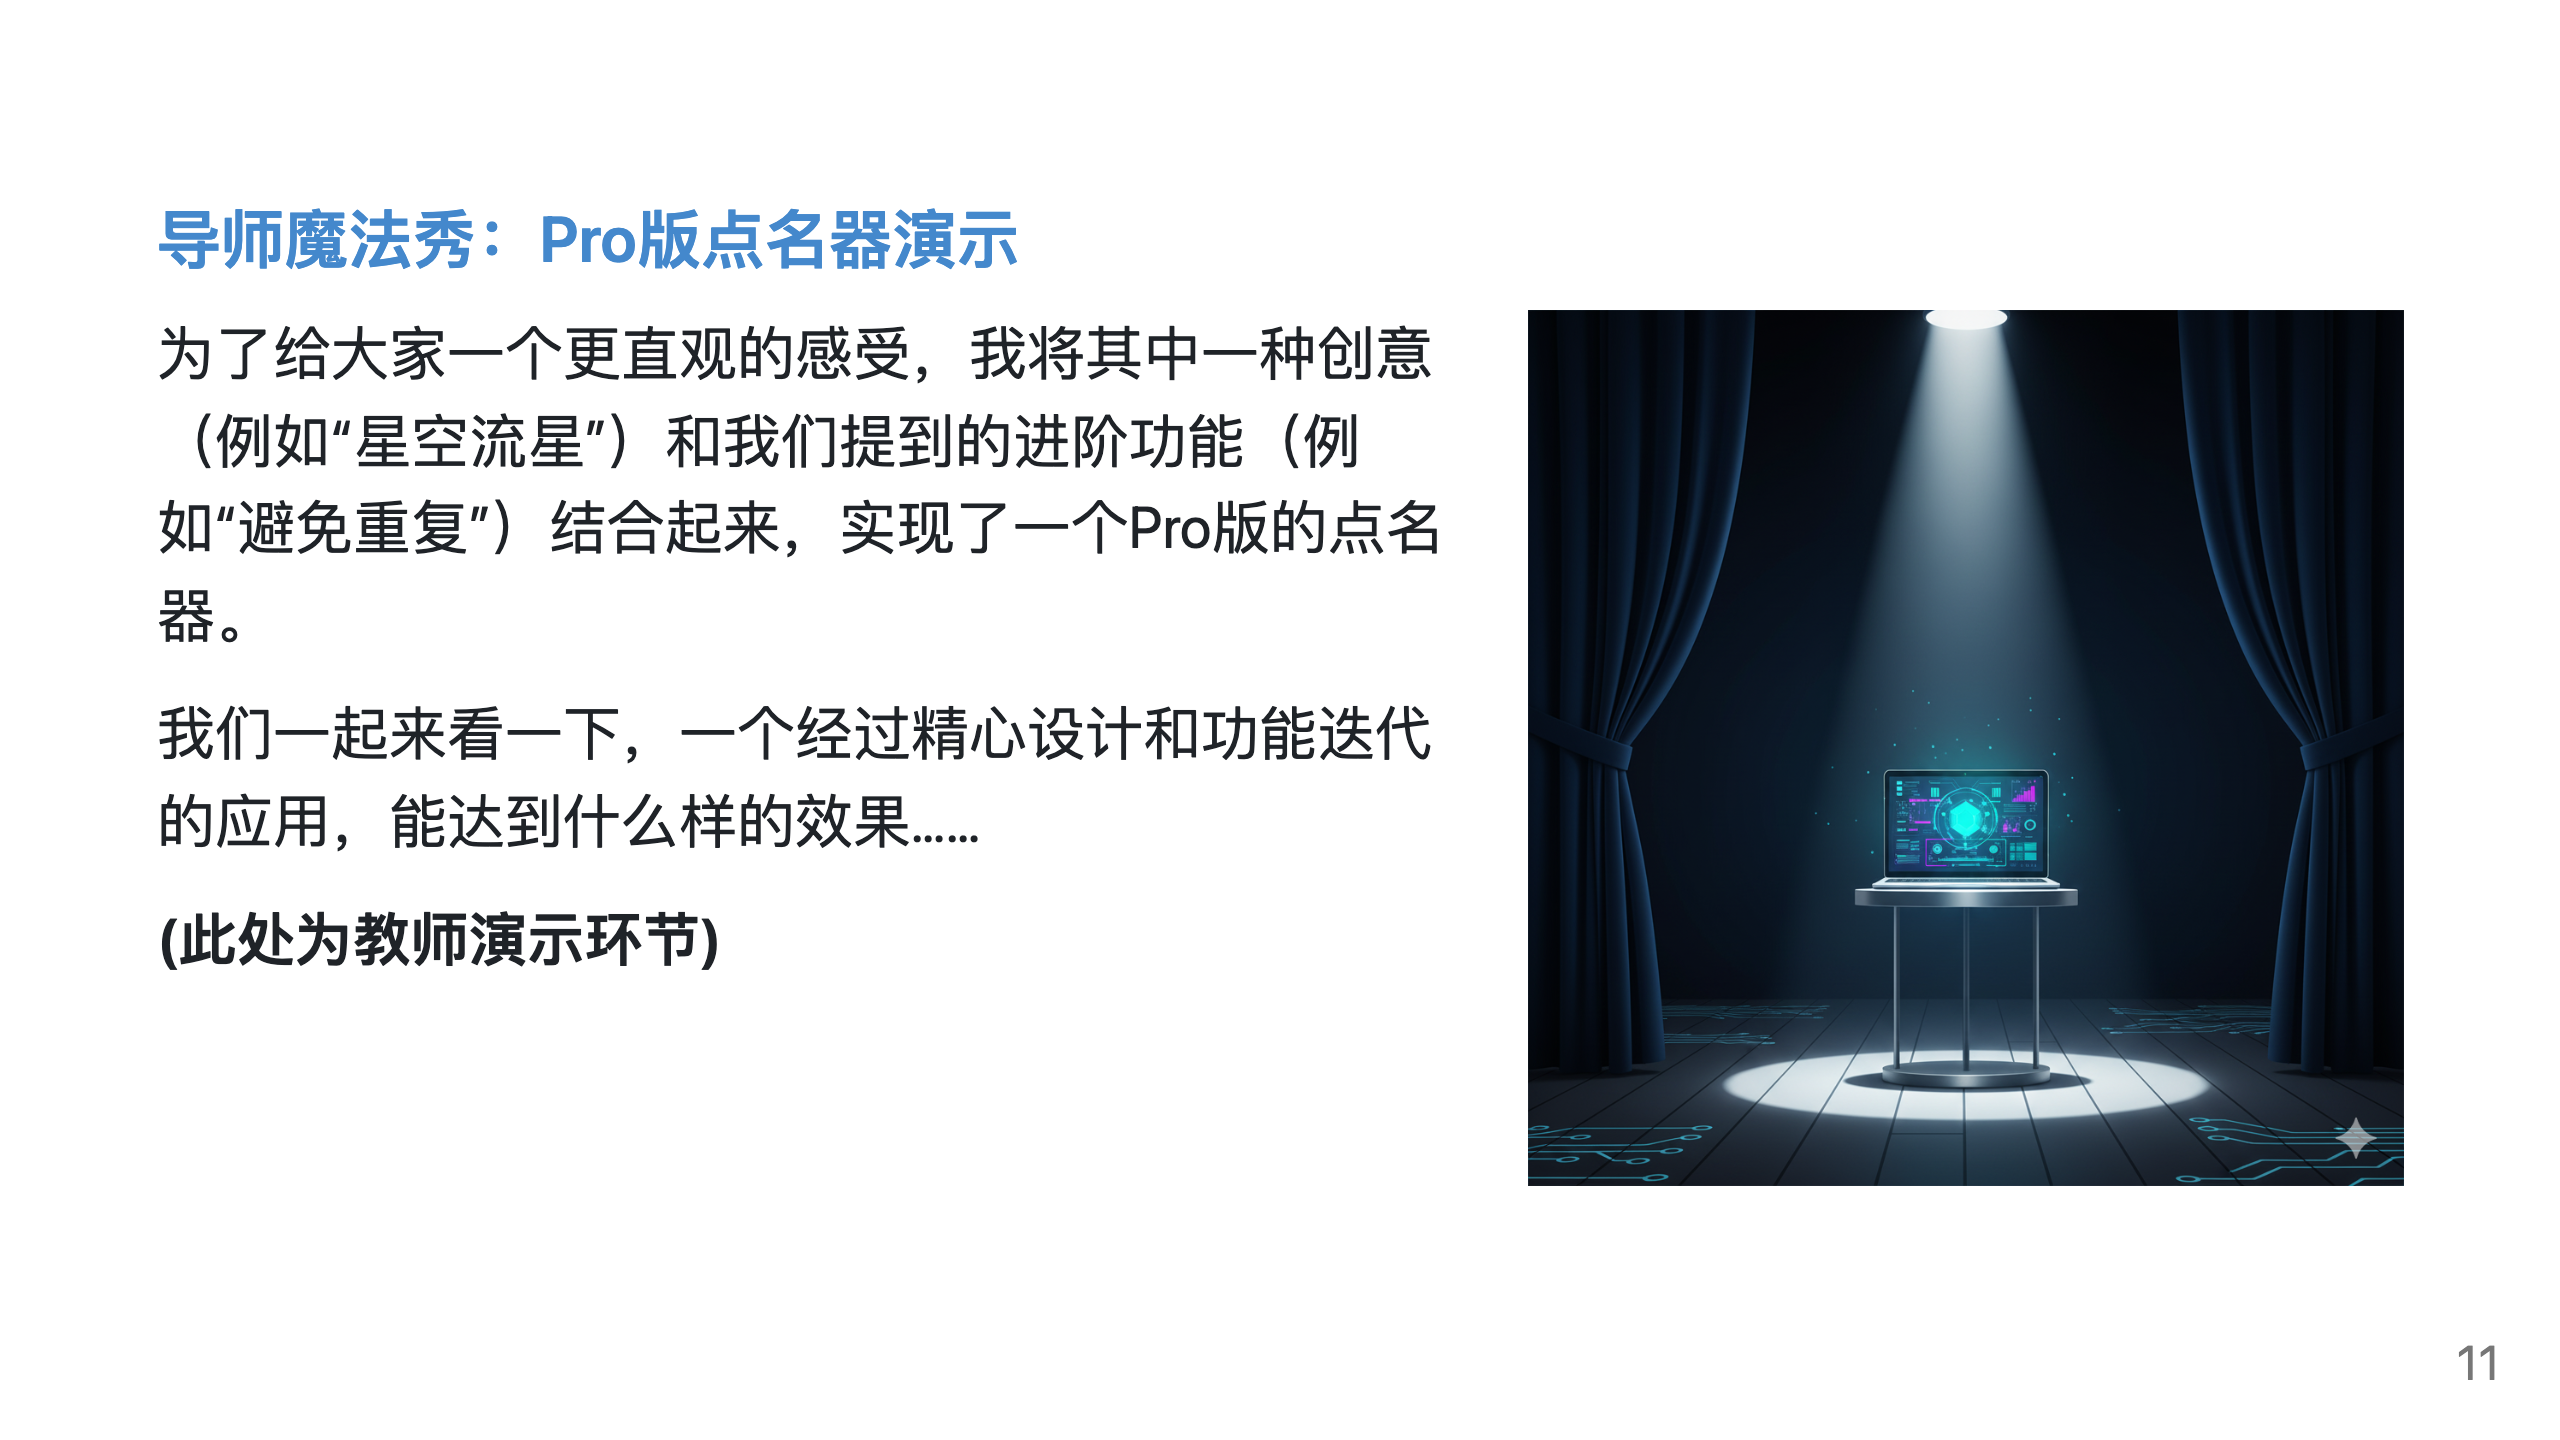 导师魔法秀：Pro版点名器演示
为了给大家一个更直观的感受，我将其中一种创意
（例如“星空流星”）和我们提到的进阶功能（例
如“避免重复”）结合起来，实现了一个Pro版的点名
器。
我们一起来看一下，一个经过精心设计和功能迭代
的应用，能达到什么样的效果……
(此处为教师演示环节)
11